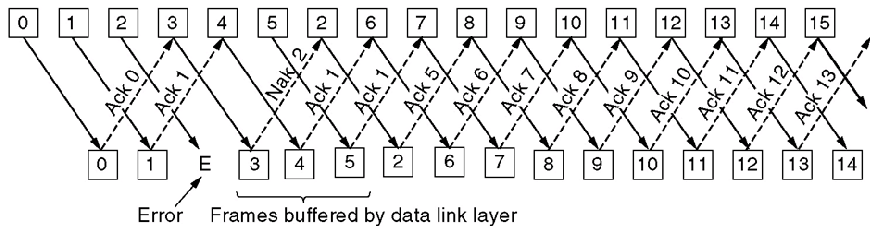 0 1 2 3 4 5 2 6 7 8 9 10 11 12 13 14 15
Ack 0 Ack 1 Nak 2 Ack 1 Ack 1 Ack 5 Ack 6 Ack 7 Ack 8 Ack 9 Ack 10 Ack 11 Ack 12 Ack 13
0 1 E 3 4 5 2 6 7 8 9 10 11 12 13 14
Error Frames buffered by data link layer